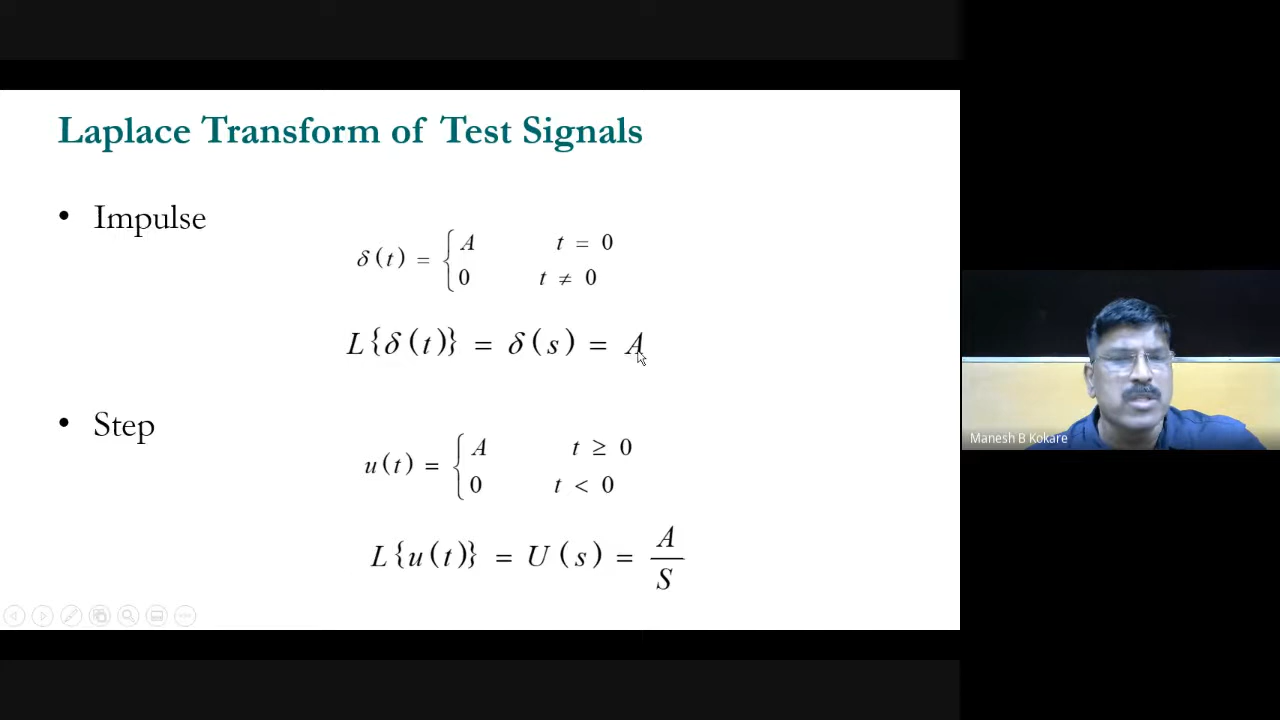 Laplace Transform of Test Signals
• Impulse
δ(t) = { A t = 0
0 t ≠ 0
L{δ(t)} = δ(s) = A
• Step
u(t) = { A t ≥ 0
0 t < 0
L{u(t)} = U(s) = A/S
Manesh B Kokare